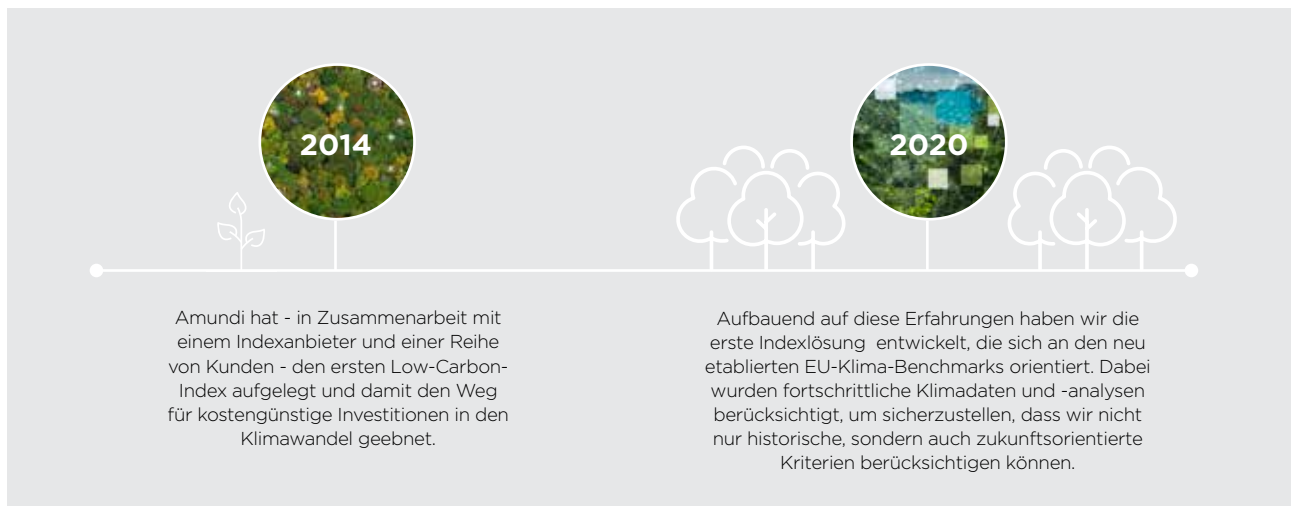 2014
Amundi hat - in Zusammenarbeit mit
einem Indexanbieter und einer Reihe
von Kunden - den ersten Low-Carbon-
Index aufgelegt und damit den Weg
für kostengünstige Investitionen in den
Klimawandel geebnet.
2020
Aufbauend auf diese Erfahrungen haben wir die
erste Indexlösung entwickelt, die sich an den neu
etablierten EU-Klima-Benchmarks orientiert. Dabei
wurden fortschrittliche Klimadaten und -analysen
berücksichtigt, um sicherzustellen, dass wir nicht
nur historische, sondern auch zukunftsorientierte
Kriterien berücksichtigen können.